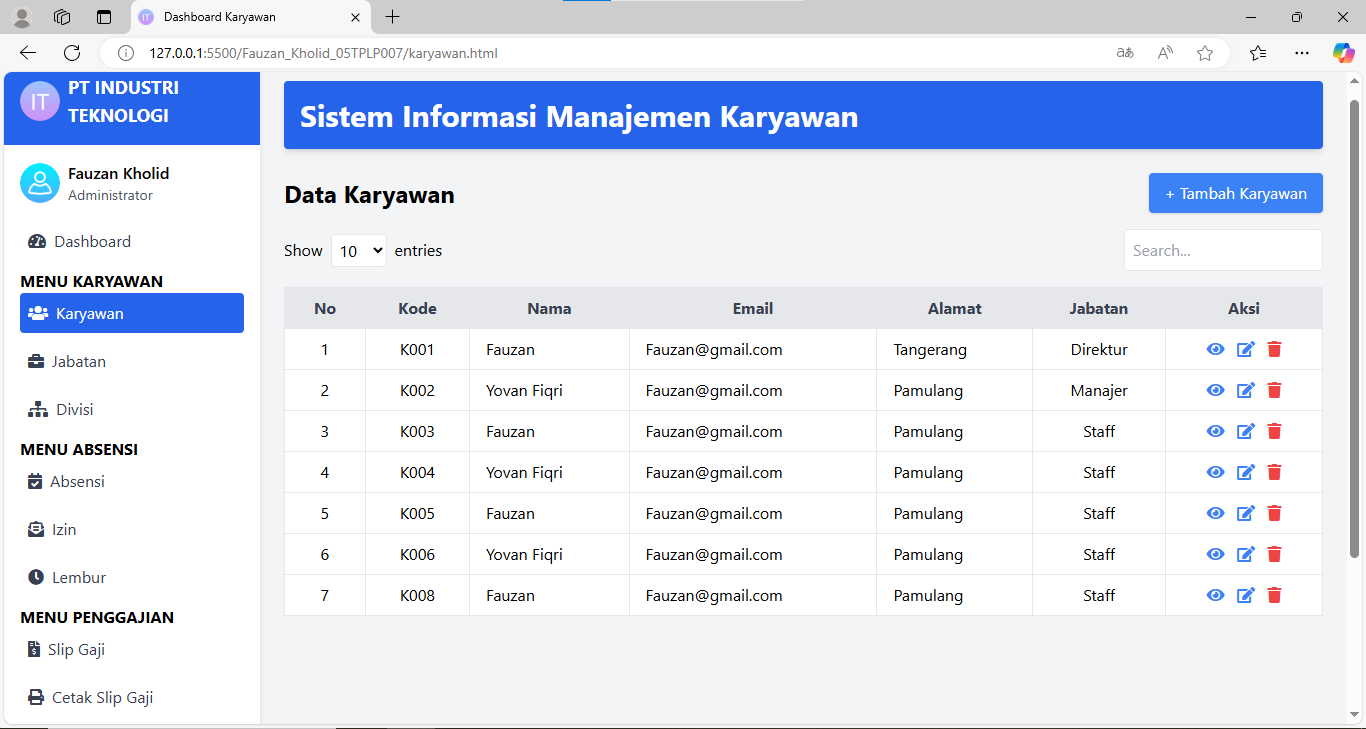 Dashboard Karyawan
127.0.0.1:5500/Fauzan_Kholid_05TPLP007/karyawan.html
aあ
A
IT
PT INDUSTRI
TEKNOLOGI
Fauzan Kholid
Administrator
Dashboard
MENU KARYAWAN
Karyawan
Jabatan
Divisi
MENU ABSENSI
Absensi
Izin
Lembur
MENU PENGGAJIAN
Slip Gaji
Cetak Slip Gaji
Sistem Informasi Manajemen Karyawan
Data Karyawan
+ Tambah Karyawan
Show 10 entries
Search...
No Kode Nama Email Alamat Jabatan Aksi
1 K001 Fauzan Fauzan@gmail.com Tangerang Direktur
2 K002 Yovan Fiqri Fauzan@gmail.com Pamulang Manajer
3 K003 Fauzan Fauzan@gmail.com Pamulang Staff
4 K004 Yovan Fiqri Fauzan@gmail.com Pamulang Staff
5 K005 Fauzan Fauzan@gmail.com Pamulang Staff
6 K006 Yovan Fiqri Fauzan@gmail.com Pamulang Staff
7 K008 Fauzan Fauzan@gmail.com Pamulang Staff